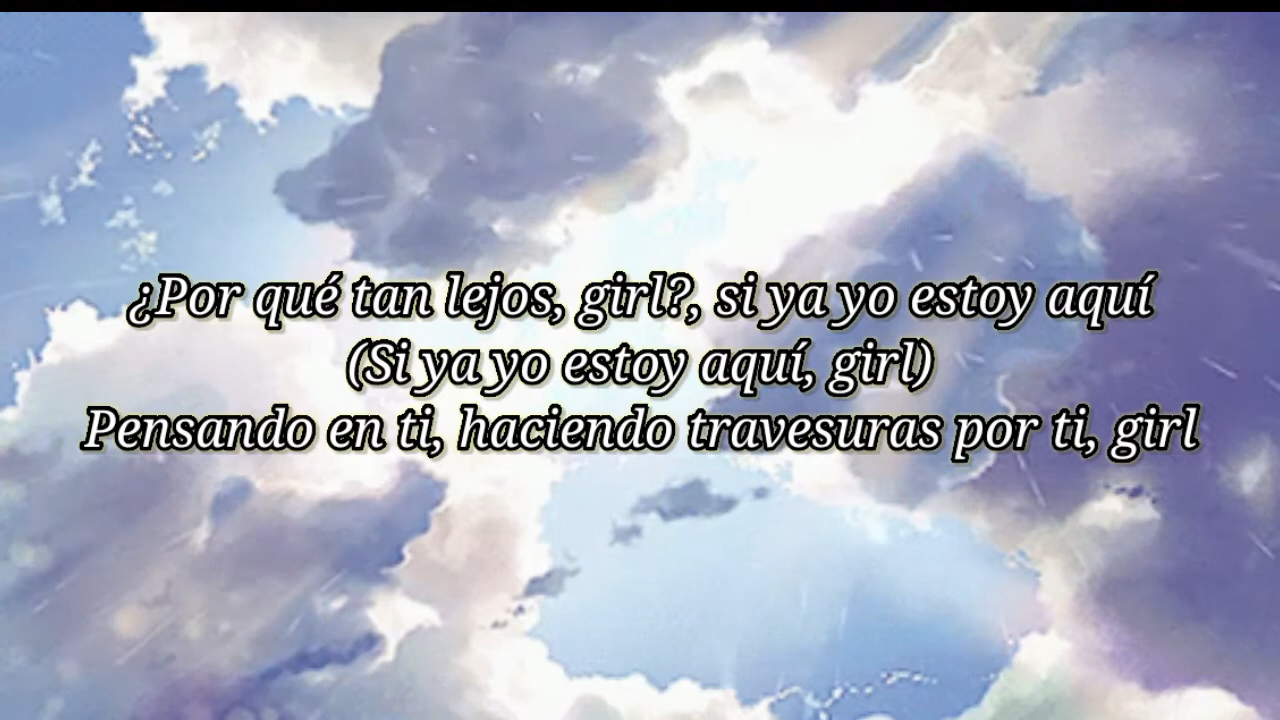 ¿Por qué tan lejos, girl?, si ya yo estoy aquí
(Si ya yo estoy aquí, girl)
Pensando en ti, haciendo travesuras por ti, girl